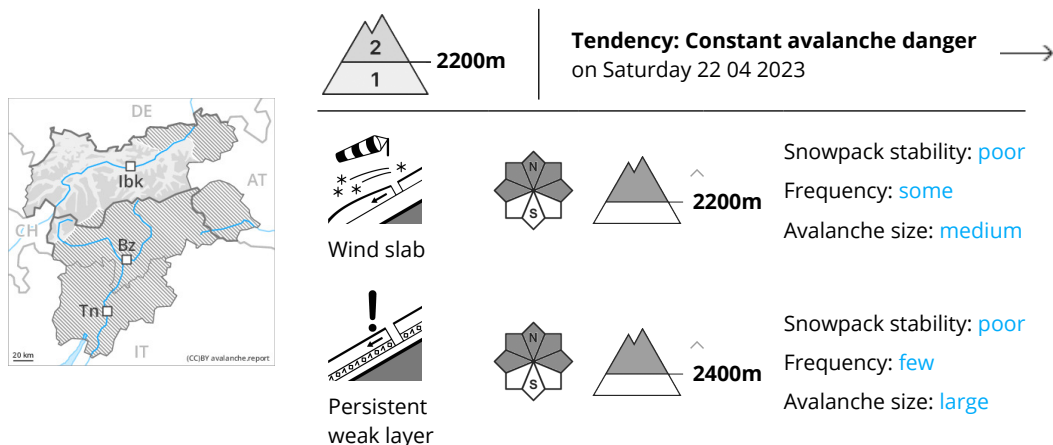 2
1
2200m
Tendency: Constant avalanche danger
on Saturday 22 04 2023
DE
AT
CH
IT
Ibk
Bz
Tn
20 km
(CC)BY avalanche.report
Wind slab
N
S
2200m
Snowpack stability: poor
Frequency: some
Avalanche size: medium
Persistent
weak layer
N
S
2400m
Snowpack stability: poor
Frequency: few
Avalanche size: large